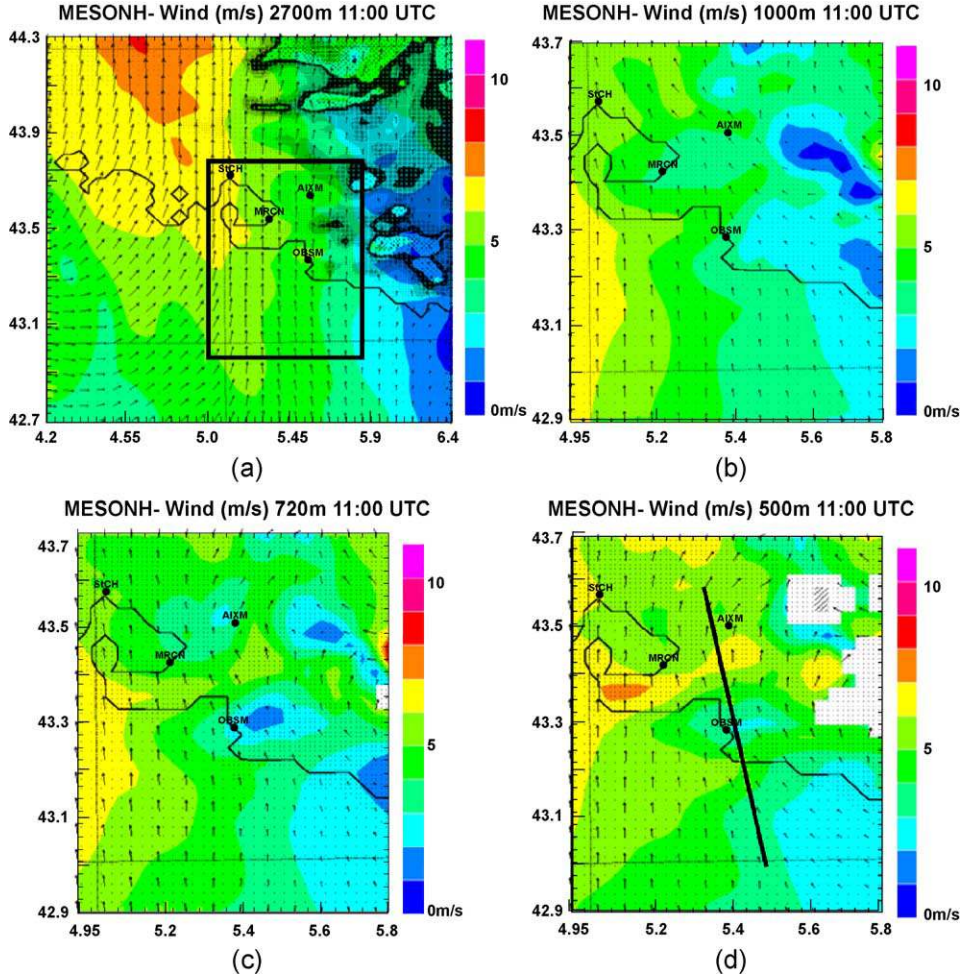 MESONH- Wind (m/s) 2700m 11:00 UTC
44.3
43.9
43.5
43.1
42.7
4.2 4.55 5.0 5.45 5.9 6.4
StCH
AIXM
MRCN
OBSM
10
5
0m/s
(a)
MESONH- Wind (m/s) 1000m 11:00 UTC
43.7
43.5
43.3
43.1
42.9
4.95 5.2 5.4 5.6 5.8
StCH
AIXM
MRCN
OBSM
10
5
0m/s
(b)
MESONH- Wind (m/s) 720m 11:00 UTC
43.7
43.5
43.3
43.1
42.9
4.95 5.2 5.4 5.6 5.8
StCH
AIXM
MRCN
OBSM
10
5
0m/s
(c)
MESONH- Wind (m/s) 500m 11:00 UTC
43.7
43.5
43.3
43.1
42.9
4.95 5.2 5.4 5.6 5.8
StCH
AIXM
MRCN
OBSM
10
5
0m/s
(d)